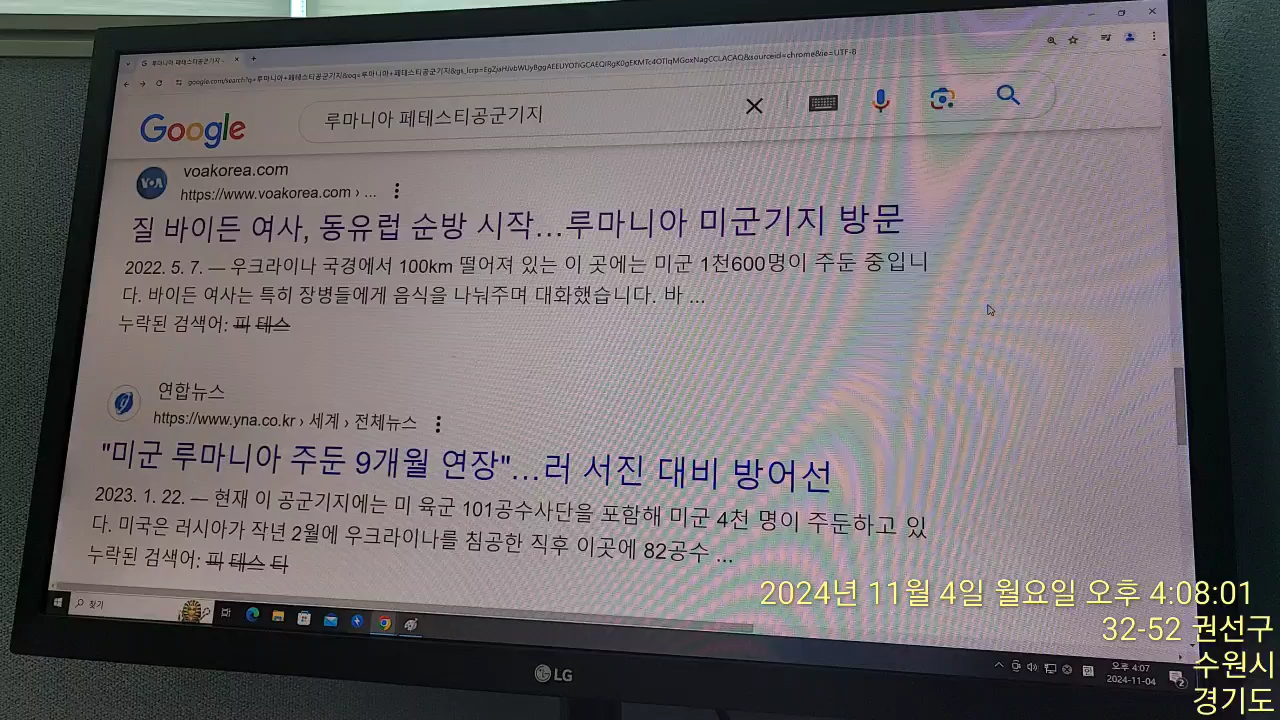 루마니아 페테스티공군기지 -
Google
루마니아 페테스티공군기지
VOA
voakorea.com
https://www.voakorea.com › ...
질 바이든 여사, 동유럽 순방 시작...루마니아 미군기지 방문
2022. 5. 7. — 우크라이나 국경에서 100km 떨어져 있는 이 곳에는 미군 1천600명이 주둔 중입니
다. 바이든 여사는 특히 장병들에게 음식을 나눠주며 대화했습니다. 바 ...
누락된 검색어: 피 테스
연합뉴스
https://www.yna.co.kr › 세계 › 전체뉴스
"미군 루마니아 주둔 9개월 연장"...러 서진 대비 방어선
2023. 1. 22. — 현재 이 공군기지에는 미 육군 101공수사단을 포함해 미군 4천 명이 주둔하고 있
다. 미국은 러시아가 작년 2월에 우크라이나를 침공한 직후 이곳에 82공수 ...
누락된 검색어: 피 테스 티
찾기
오후 4:07
2024-11-04
2
LG
2024년 11월 4일 월요일 오후 4:08:01
32-52 권선구
수원시
경기도